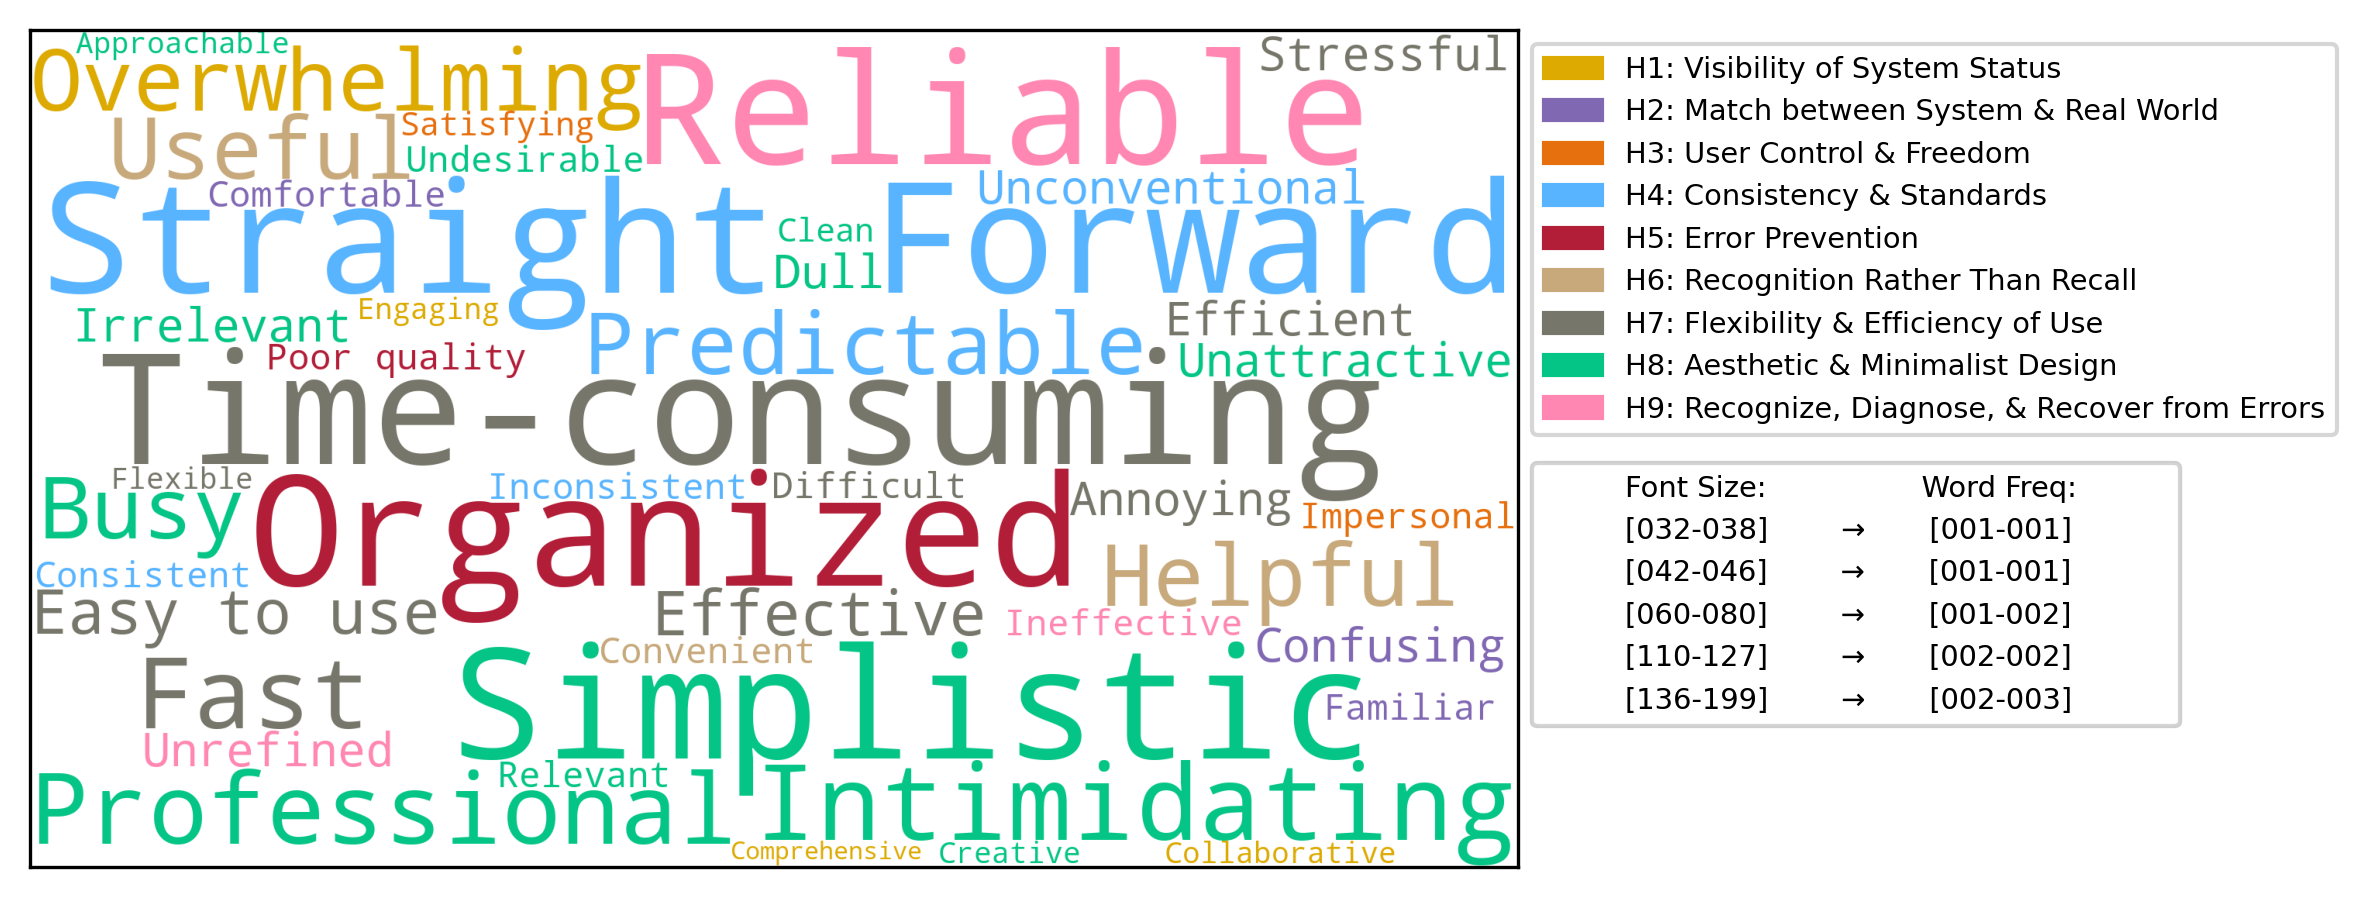 Approachable
Overwhelming
Reliable
Stressful
Useful
Satisfying
Undesirable
Comfortable
Unconventional
Straight Forward
Clean
Dull
Irrelevant
Engaging
Predictable
Efficient
Poor quality
Unattractive
Time-consuming
Flexible
Busy
Organized
Inconsistent
Difficult
Annoying
Impersonal
Consistent
Helpful
Easy to use
Effective
Ineffective
Convenient
Confusing
Fast
Simplistic
Familiar
Unrefined
Relevant
Professional
Intimidating
Comprehensive
Creative
Collaborative
H1: Visibility of System Status
H2: Match between System & Real World
H3: User Control & Freedom
H4: Consistency & Standards
H5: Error Prevention
H6: Recognition Rather Than Recall
H7: Flexibility & Efficiency of Use
H8: Aesthetic & Minimalist Design
H9: Recognize, Diagnose, & Recover from Errors
Font Size: Word Freq:
[032-038] → [001-001]
[042-046] → [001-001]
[060-080] → [001-002]
[110-127] → [002-002]
[136-199] → [002-003]